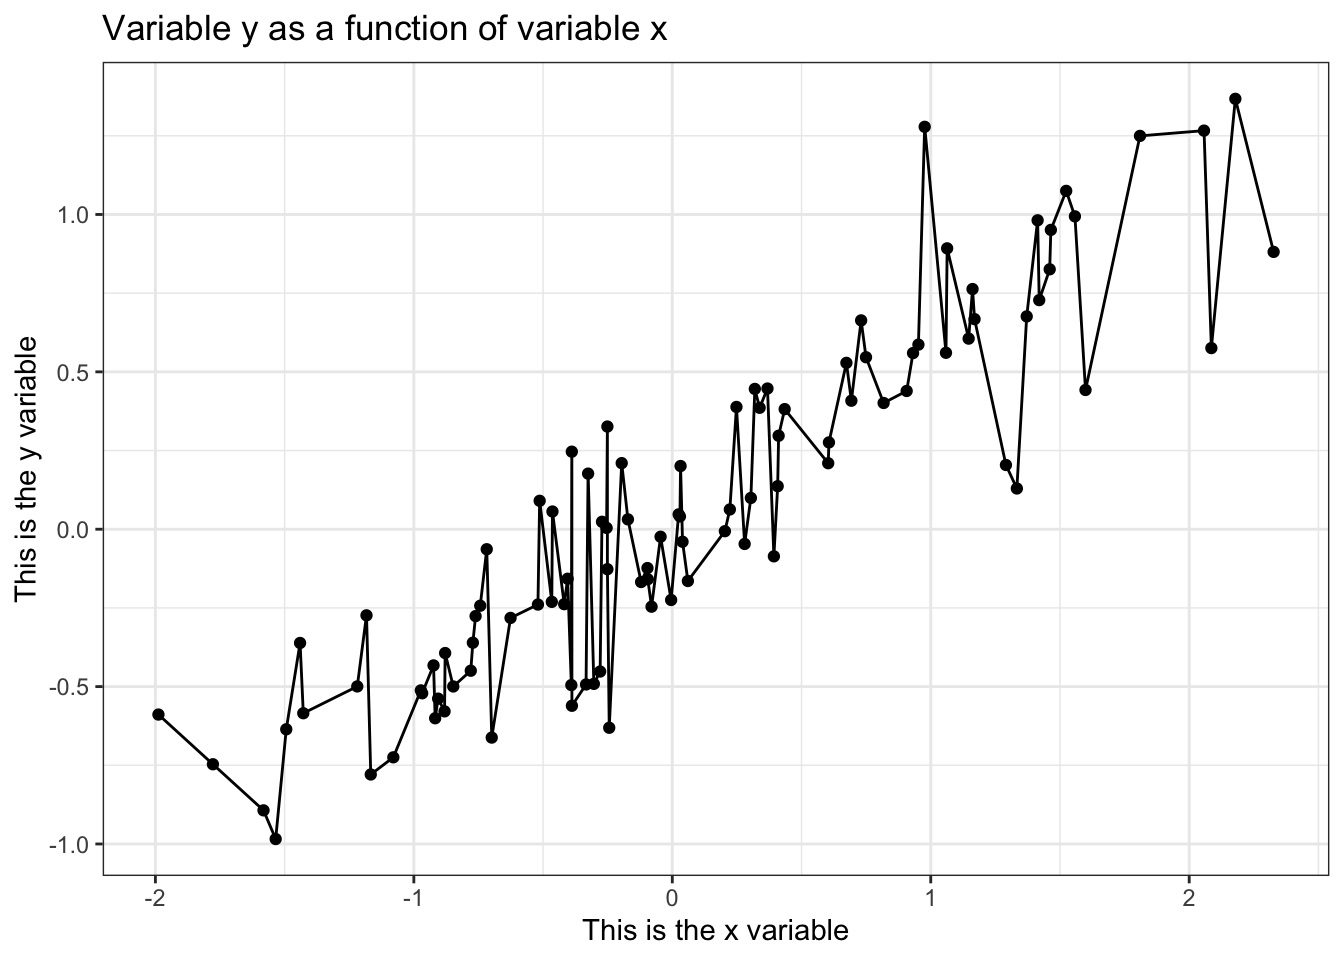 Variable y as a function of variable x
This is the y variable
1.0
0.5
0.0
-0.5
-1.0
-2 -1 0 1 2
This is the x variable